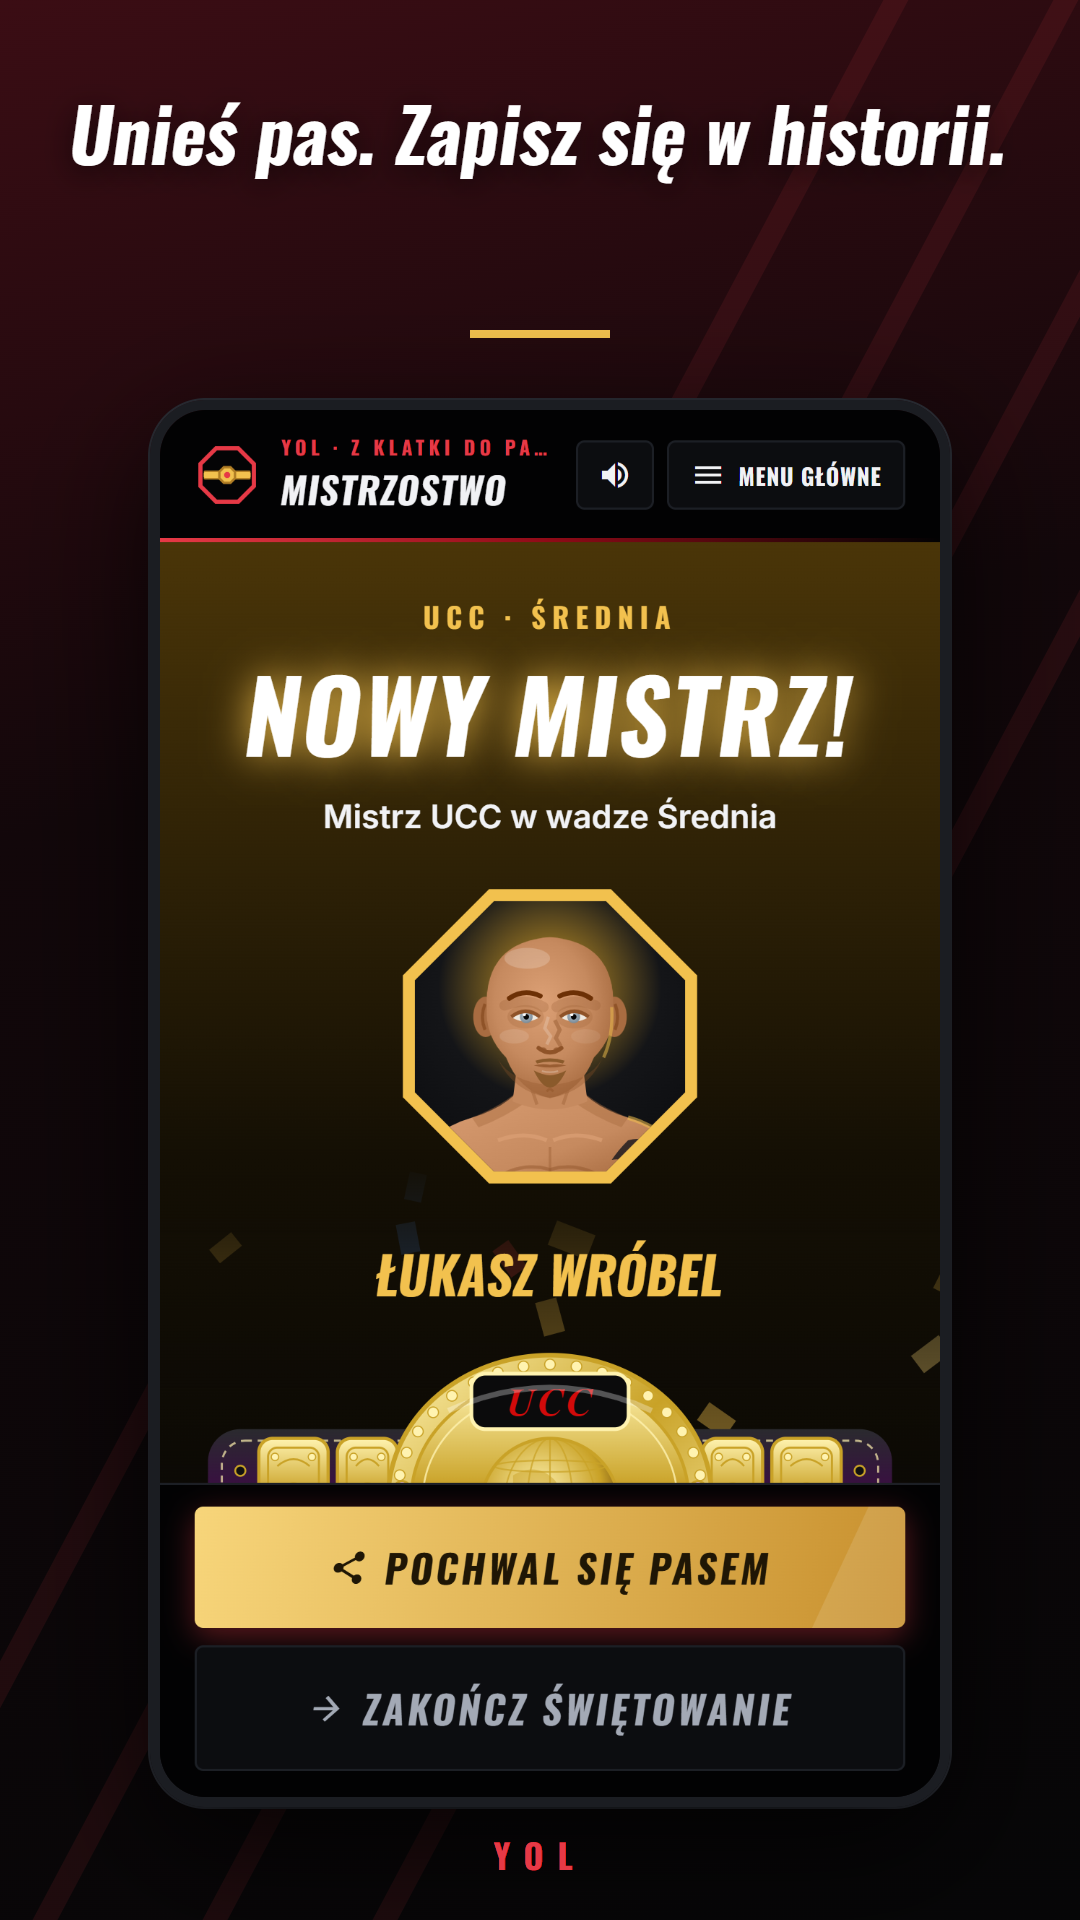 Unieś pas. Zapisz się w historii.
YOL · Z KLATKI DO PA…
MISTRZOSTWO
MENU GŁÓWNE
UCC · ŚREDNIA
NOWY MISTRZ!
Mistrz UCC w wadze Średnia
ŁUKASZ WRÓBEL
UCC
POCHWAL SIĘ PASEM
ZAKOŃCZ ŚWIĘTOWANIE
YOL